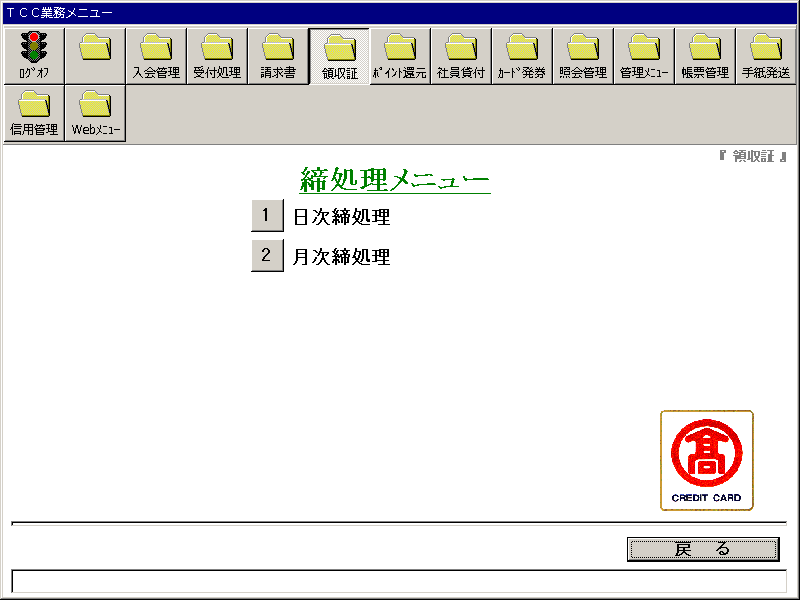 ＴＣＣ業務メニュー
ﾛｸﾞｵﾌ
入会管理
受付処理
請求書
領収証
ﾎﾟｲﾝﾄ還元
社員貸付
ｶｰﾄﾞ発券
照会管理
管理ﾒﾆｭｰ
帳票管理
手紙発送
信用管理
Webﾒﾆｭｰ
『 領収証 』
締処理メニュー
1 日次締処理
2 月次締処理
髙
CREDIT CARD
戻　る